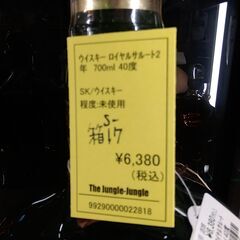 ウイスキー ロイヤルサルート2
年 700ml 40度
SK/ウイスキー
程度:未使用
S-
箱17
¥6,380
(税込)
The Jungle-Jungle
99290000022818